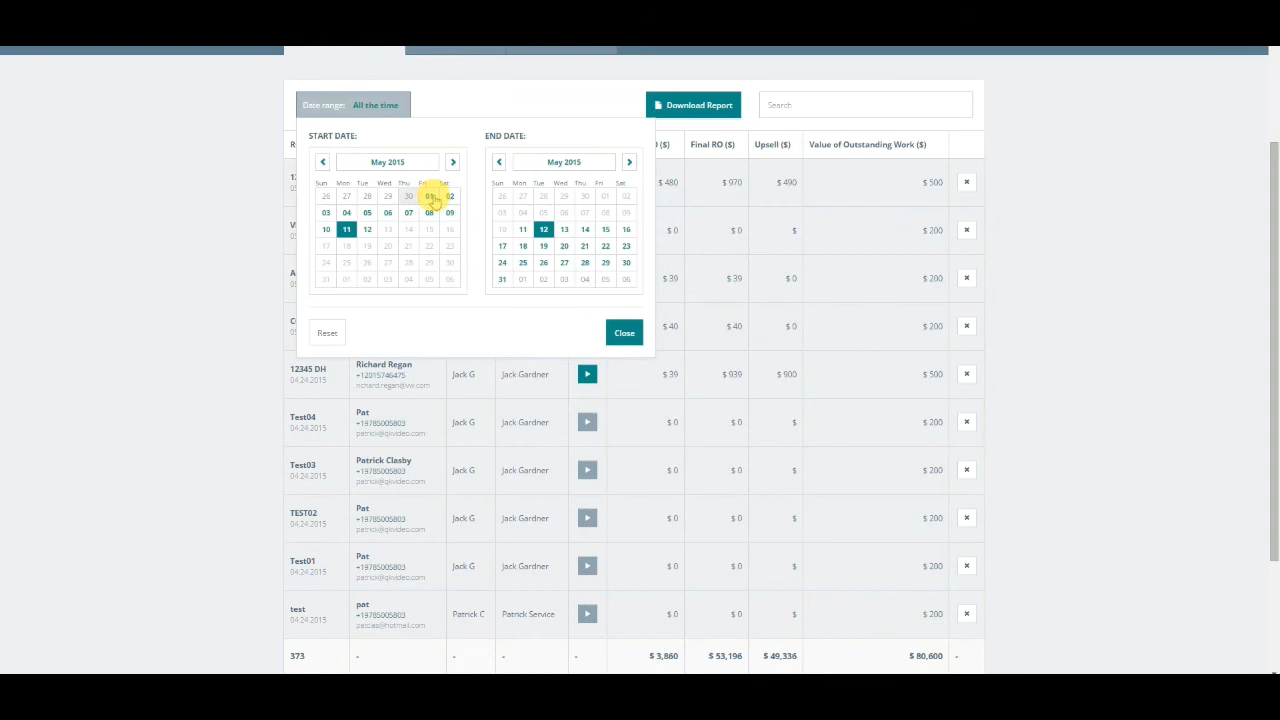 Date range: All the time
Download Report
Search
START DATE:
END DATE:
May 2015
May 2015
Sun Mon Tue Wed Thu Fri Sat
26 27 28 29 30 01 02
03 04 05 06 07 08 09
10 11 12 13 14 15 16
17 18 19 20 21 22 23
24 25 26 27 28 29 30
31 01 02 03 04 05 06
Sun Mon Tue Wed Thu Fri Sat
26 27 28 29 30 01 02
03 04 05 06 07 08 09
10 11 12 13 14 15 16
17 18 19 20 21 22 23
24 25 26 27 28 29 30
31 01 02 03 04 05 06
Reset
Close
($) Final RO ($) Upsell ($) Value of Outstanding Work ($)
$ 480 $ 970 $ 490 $ 500
$ 0 $ 0 $ 0 $ 200
$ 39 $ 39 $ 0 $ 200
$ 40 $ 40 $ 0 $ 200
12345 DH
04.24.2015
Richard Regan
+12015746475
richard.regan@vw.com
Jack G Jack Gardner $ 39 $ 939 $ 900 $ 500
Test04
04.24.2015
Pat
+19785005803
patrick@qkvideo.com
Jack G Jack Gardner $ 0 $ 0 $ $ 200
Test03
04.24.2015
Patrick Clasby
+19785005803
patrick@qkvideo.com
Jack G Jack Gardner $ 0 $ 0 $ $ 200
TEST02
04.24.2015
Pat
+19785005803
patrick@qkvideo.com
Jack G Jack Gardner $ 0 $ 0 $ $ 200
Test01
04.24.2015
Pat
+19785005803
patrick@qkvideo.com
Jack G Jack Gardner $ 0 $ 0 $ $ 200
test
04.24.2015
pat
+19785005803
patclas@hotmail.com
Patrick C Patrick Service $ 0 $ 0 $ $ 200
373 - - - - $ 3,860 $ 53,196 $ 49,336 $ 80,600 -